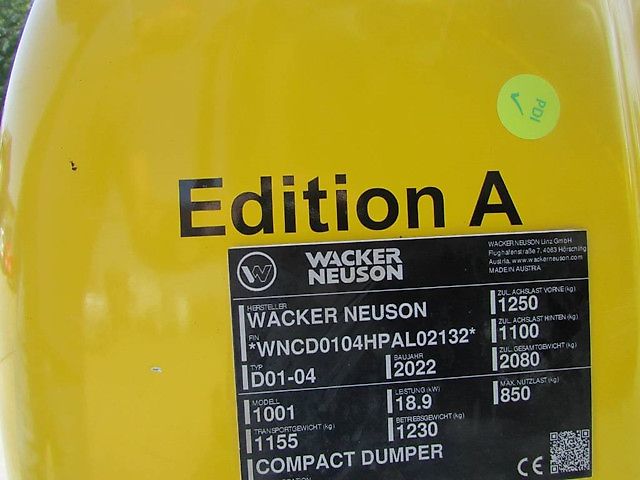 PDI
Edition A
WACKER NEUSON
WACKER NEUSON Linz GmbH
Flughafenstraße 7, 4063 Hörsching
Austria, www.wackerneuson.com
MADE IN AUSTRIA
HERSTELLER
WACKER NEUSON
FIN
*WNCD0104HPAL02132*
TYP
D01-04
BAUJAHR
2022
MODELL
1001
LEISTUNG (kW)
18.9
TRANSPORTGEWICHT (kg)
1155
BETRIEBSGEWICHT (kg)
1230
COMPACT DUMPER
ZUL. ACHSLAST VORNE (kg)
1250
ZUL. ACHSLAST HINTEN (kg)
1100
ZUL. GESAMTGEWICHT (kg)
2080
MAX. NUTZLAST (kg)
850
CE